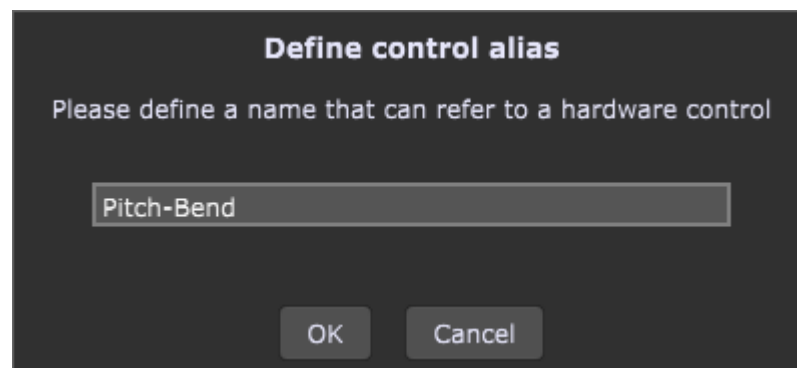 Define control alias
Please define a name that can refer to a hardware control
Pitch-Bend
OK Cancel